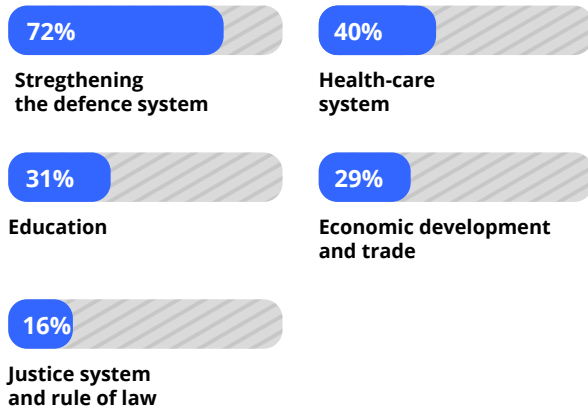 72%
Stregthening
the defence system
40%
Health-care
system
31%
Education
29%
Economic development
and trade
16%
Justice system
and rule of law